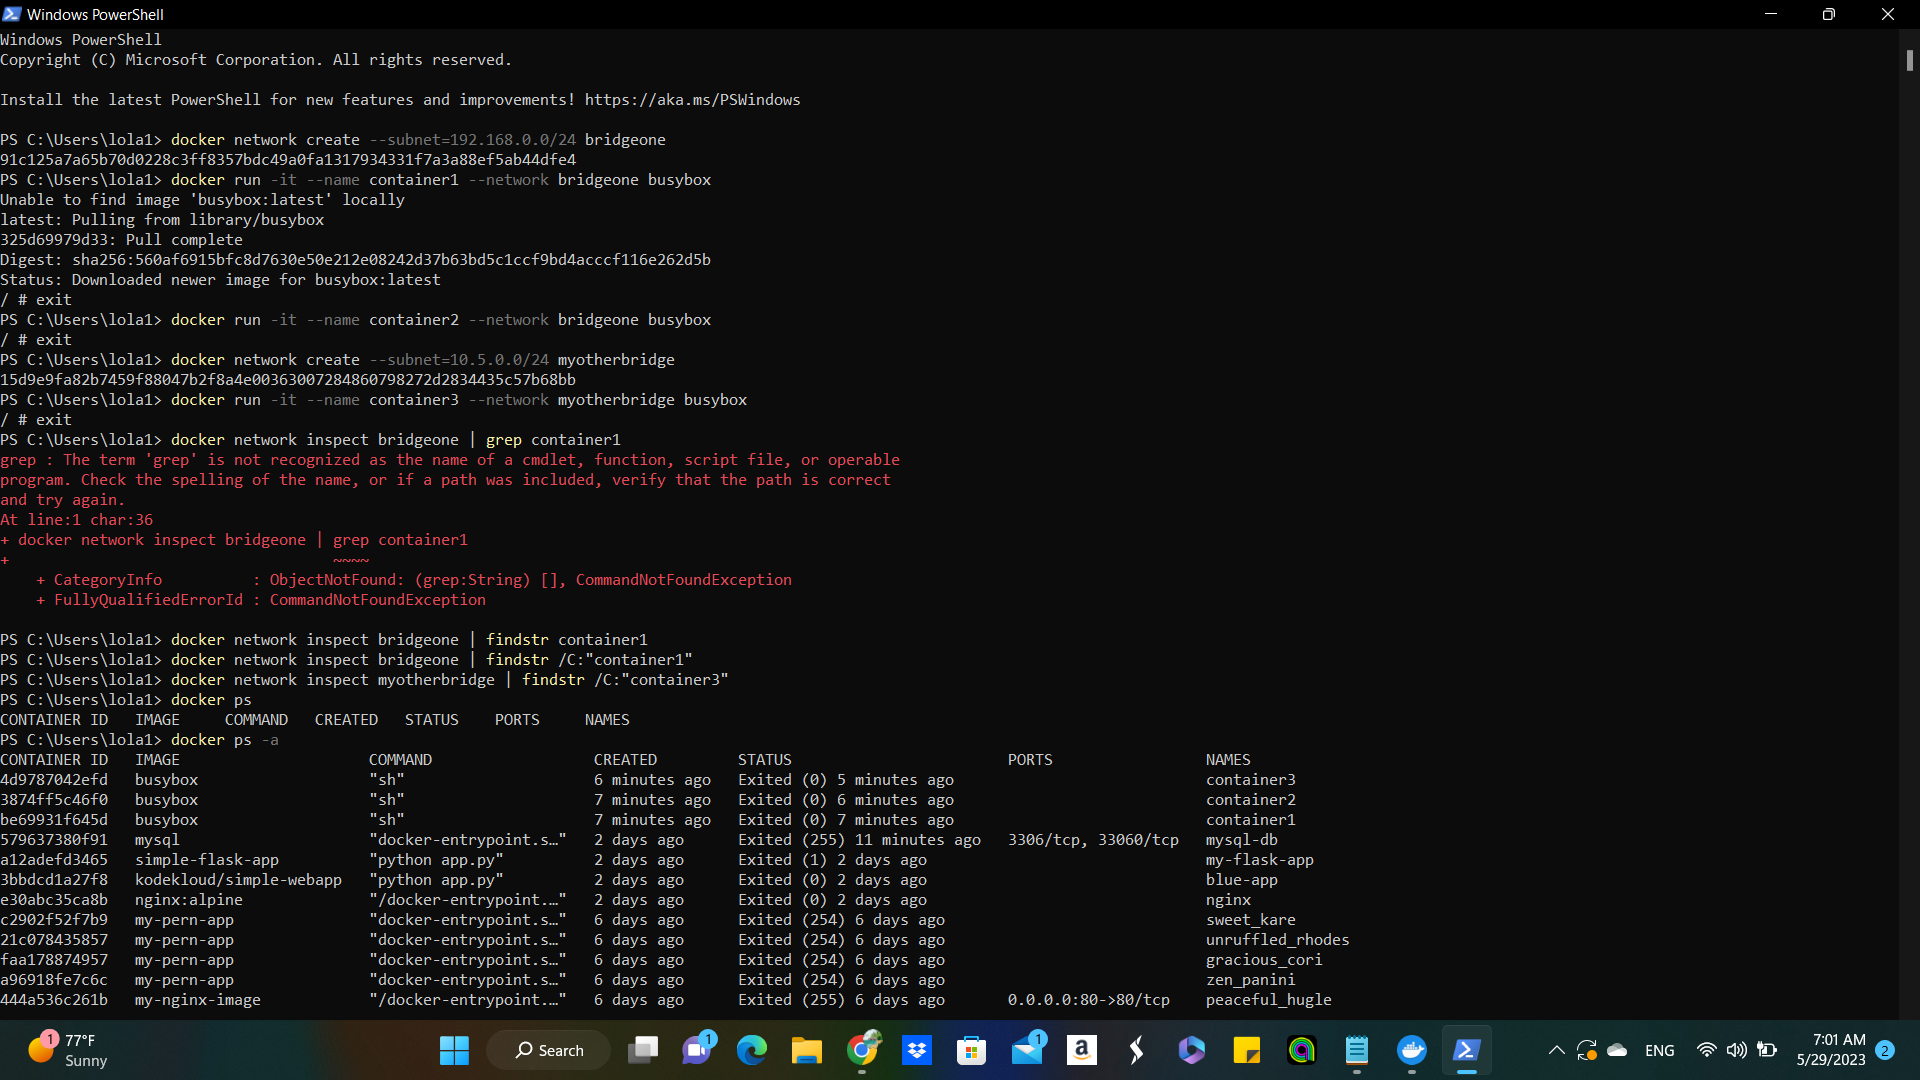 Windows PowerShell
Windows PowerShell
Copyright (C) Microsoft Corporation. All rights reserved.
Install the latest PowerShell for new features and improvements! https://aka.ms/PSWindows
PS C:\Users\lola1> docker network create --subnet=192.168.0.0/24 bridgeone
91c125a7a65b70d0228c3ff8357bdc49a0fa1317934331f7a3a88ef5ab44dfe4
PS C:\Users\lola1> docker run -it --name container1 --network bridgeone busybox
Unable to find image 'busybox:latest' locally
latest: Pulling from library/busybox
325d69979d33: Pull complete
Digest: sha256:560af6915bfc8d7630e50e212e08242d37b63bd5c1ccf9bd4acccf116e262d5b
Status: Downloaded newer image for busybox:latest
/ # exit
PS C:\Users\lola1> docker run -it --name container2 --network bridgeone busybox
/ # exit
PS C:\Users\lola1> docker network create --subnet=10.5.0.0/24 myotherbridge
15d9e9fa82b7459f88047b2f8a4e00363007284860798272d2834435c57b68bb
PS C:\Users\lola1> docker run -it --name container3 --network myotherbridge busybox
/ # exit
PS C:\Users\lola1> docker network inspect bridgeone | grep container1
grep : The term 'grep' is not recognized as the name of a cmdlet, function, script file, or operable
program. Check the spelling of the name, or if a path was included, verify that the path is correct
and try again.
At line:1 char:36
+ docker network inspect bridgeone | grep container1
+                                    ~~~~
    + CategoryInfo          : ObjectNotFound: (grep:String) [], CommandNotFoundException
    + FullyQualifiedErrorId : CommandNotFoundException
PS C:\Users\lola1> docker network inspect bridgeone | findstr container1
PS C:\Users\lola1> docker network inspect bridgeone | findstr /C:"container1"
PS C:\Users\lola1> docker network inspect myotherbridge | findstr /C:"container3"
PS C:\Users\lola1> docker ps
CONTAINER ID   IMAGE     COMMAND   CREATED   STATUS    PORTS     NAMES
PS C:\Users\lola1> docker ps -a
CONTAINER ID   IMAGE                     COMMAND                  CREATED         STATUS                        PORTS                 NAMES
4d9787042efd   busybox                   "sh"                     6 minutes ago   Exited (0) 5 minutes ago                            container3
3874ff5c46f0   busybox                   "sh"                     7 minutes ago   Exited (0) 6 minutes ago                            container2
be69931f645d   busybox                   "sh"                     7 minutes ago   Exited (0) 7 minutes ago                            container1
579637380f91   mysql                     "docker-entrypoint.s…"   2 days ago      Exited (255) 11 minutes ago   3306/tcp, 33060/tcp   mysql-db
a12adefd3465   simple-flask-app          "python app.py"          2 days ago      Exited (1) 2 days ago                               my-flask-app
3bbdcd1a27f8   kodekloud/simple-webapp   "python app.py"          2 days ago      Exited (0) 2 days ago                               blue-app
e30abc35ca8b   nginx:alpine              "/docker-entrypoint.…"   2 days ago      Exited (0) 2 days ago                               nginx
c2902f52f7b9   my-pern-app               "docker-entrypoint.s…"   6 days ago      Exited (254) 6 days ago                             sweet_kare
21c078435857   my-pern-app               "docker-entrypoint.s…"   6 days ago      Exited (254) 6 days ago                             unruffled_rhodes
faa178874957   my-pern-app               "docker-entrypoint.s…"   6 days ago      Exited (254) 6 days ago                             gracious_cori
a96918fe7c6c   my-pern-app               "docker-entrypoint.s…"   6 days ago      Exited (254) 6 days ago                             zen_panini
444a536c261b   my-nginx-image            "/docker-entrypoint.…"   6 days ago      Exited (255) 6 days ago       0.0.0.0:80->80/tcp    peaceful_hugle
1
77°F
Sunny
Search
1
1
a
ENG
7:01 AM
5/29/2023
2